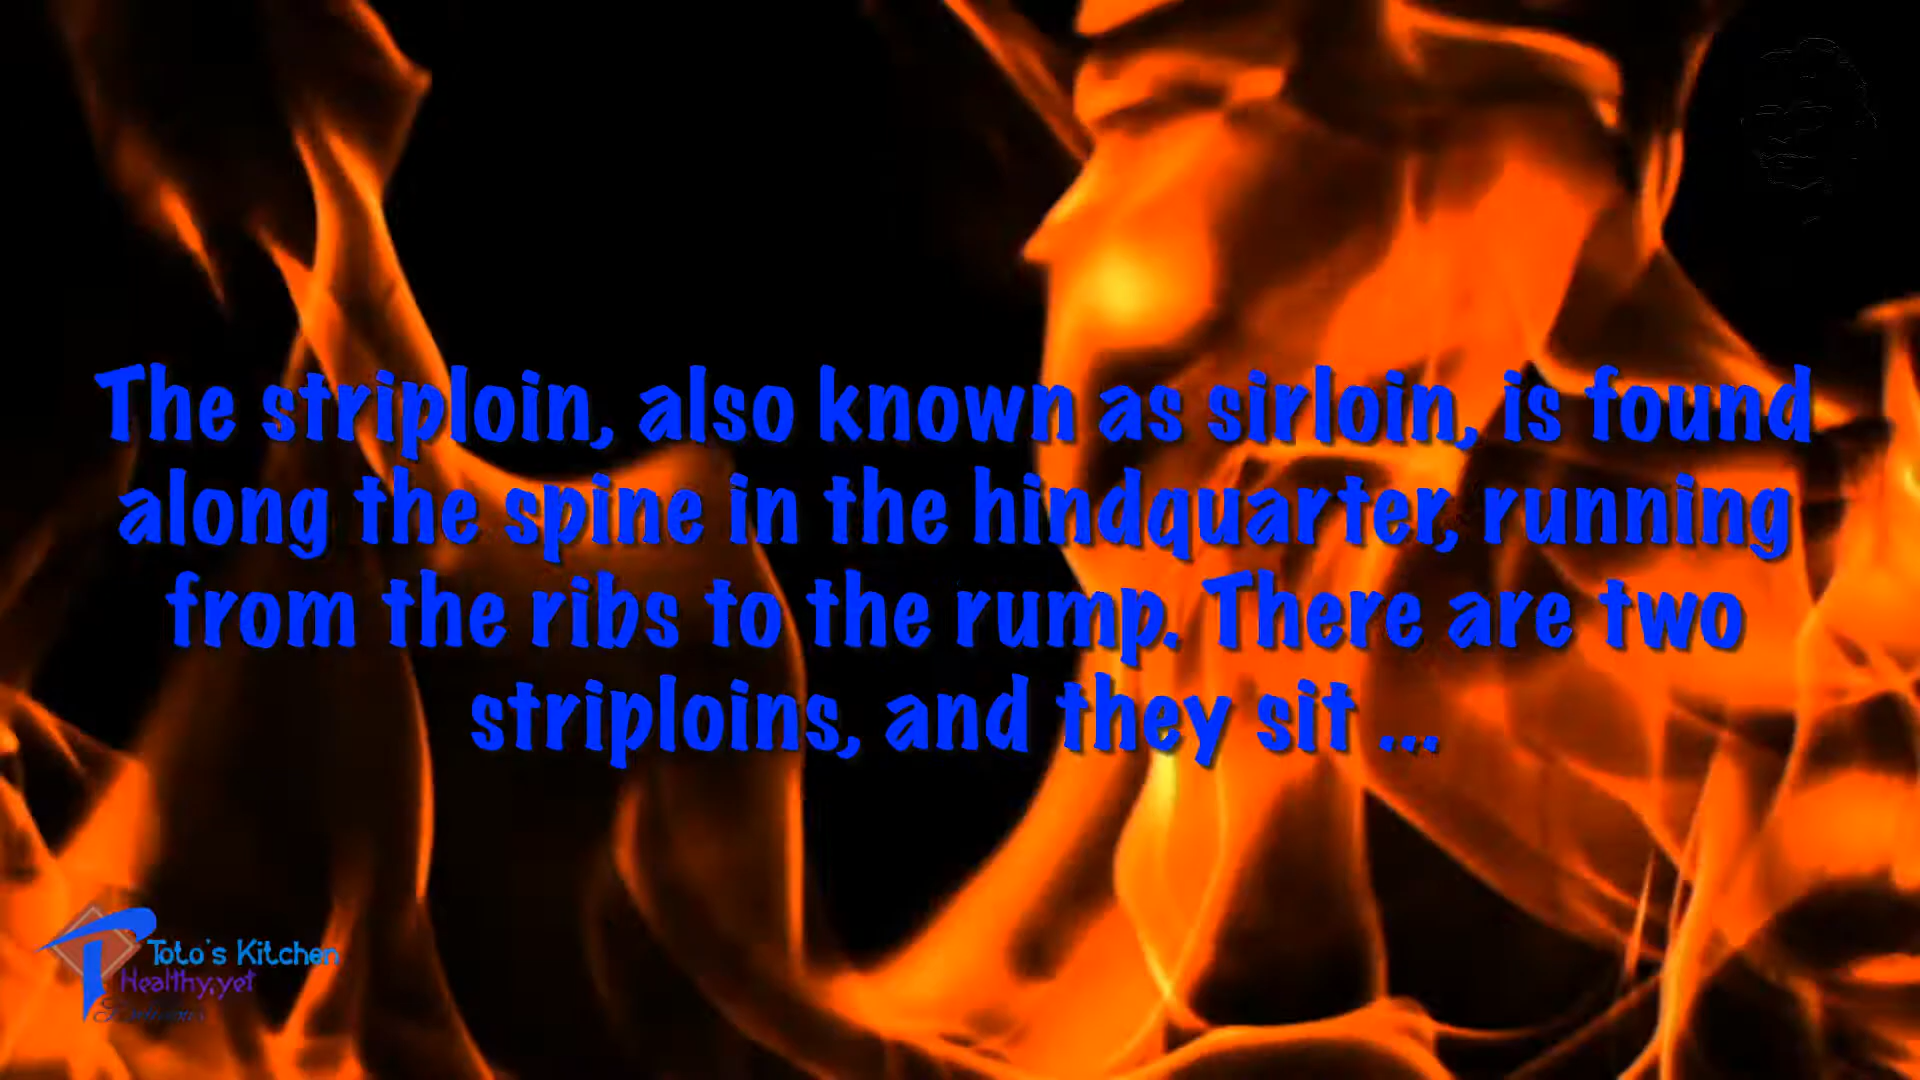 The striploin, also known as sirloin, is found
along the spine in the hindquarter, running
from the ribs to the rump. There are two
striploins, and they sit ...
Toto's Kitchen
Healthy,yet